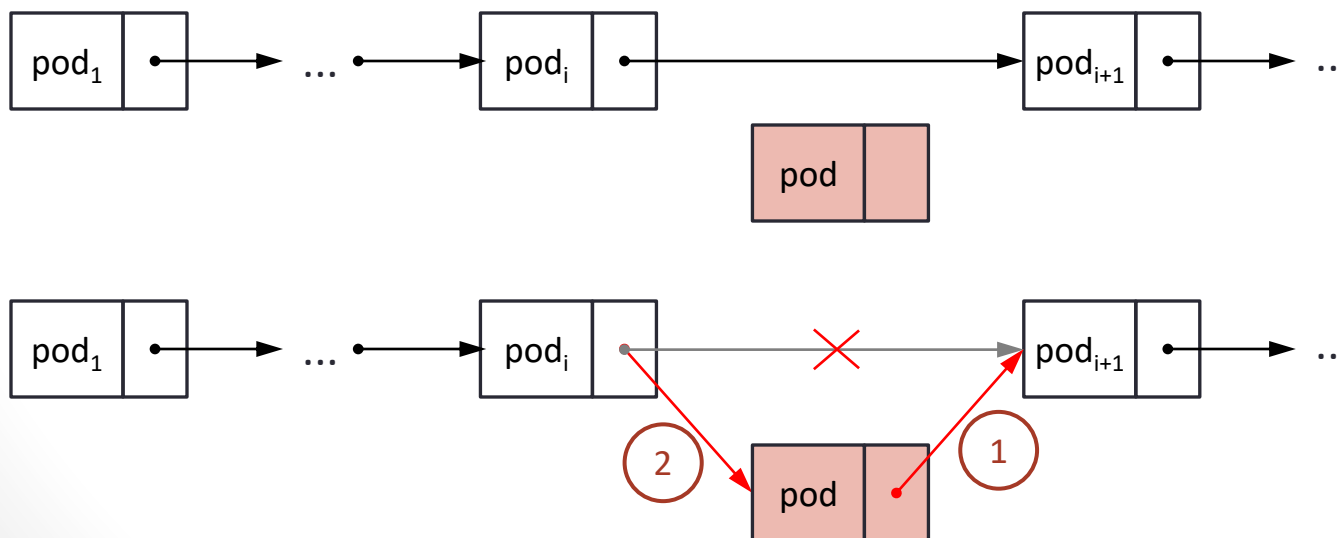 pod₁ ... podᵢ podᵢ₊₁ ..
pod
pod₁ ... podᵢ podᵢ₊₁ ..
2 pod 1